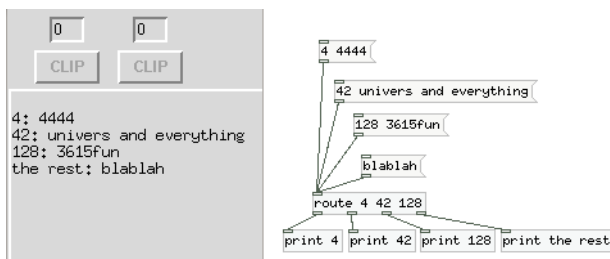 0 0
CLIP CLIP
4: 4444
42: univers and everything
128: 3615fun
the rest: blablah
4 4444
42 univers and everything
128 3615fun
blablah
route 4 42 128
print 4 print 42 print 128 print the rest